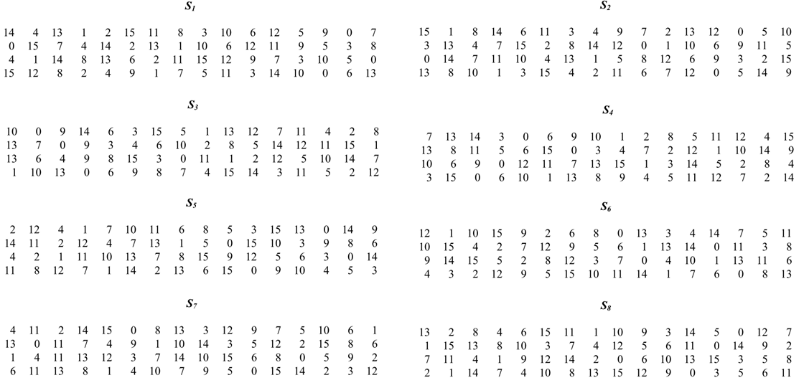 S1
14 4 13 1 2 15 11 8 3 10 6 12 5 9 0 7
0 15 7 4 14 2 13 1 10 6 12 11 9 5 3 8
4 1 14 8 13 6 2 11 15 12 9 7 3 10 5 0
15 12 8 2 4 9 1 7 5 11 3 14 10 0 6 13
S2
15 1 8 14 6 11 3 4 9 7 2 13 12 0 5 10
3 13 4 7 15 2 8 14 12 0 1 10 6 9 11 5
0 14 7 11 10 4 13 1 5 8 12 6 9 3 2 15
13 8 10 1 3 15 4 2 11 6 7 12 0 5 14 9
S3
10 0 9 14 6 3 15 5 1 13 12 7 11 4 2 8
13 7 0 9 3 4 6 10 2 8 5 14 12 11 15 1
13 6 4 9 8 15 3 0 11 1 2 12 5 10 14 7
1 10 13 0 6 9 8 7 4 15 14 3 11 5 2 12
S4
7 13 14 3 0 6 9 10 1 2 8 5 11 12 4 15
13 8 11 5 6 15 0 3 4 7 2 12 1 10 14 9
10 6 9 0 12 11 7 13 15 1 3 14 5 2 8 4
3 15 0 6 10 1 13 8 9 4 5 11 12 7 2 14
S5
2 12 4 1 7 10 11 6 8 5 3 15 13 0 14 9
14 11 2 12 4 7 13 1 5 0 15 10 3 9 8 6
4 2 1 11 10 13 7 8 15 9 12 5 6 3 0 14
11 8 12 7 1 14 2 13 6 15 0 9 10 4 5 3
S6
12 1 10 15 9 2 6 8 0 13 3 4 14 7 5 11
10 15 4 2 7 12 9 5 6 1 13 14 0 11 3 8
9 14 15 5 2 8 12 3 7 0 4 10 1 13 11 6
4 3 2 12 9 5 15 10 11 14 1 7 6 0 8 13
S7
4 11 2 14 15 0 8 13 3 12 9 7 5 10 6 1
13 0 11 7 4 9 1 10 14 3 5 12 2 15 8 6
1 4 11 13 12 3 7 14 10 15 6 8 0 5 9 2
6 11 13 8 1 4 10 7 9 5 0 15 14 2 3 12
S8
13 2 8 4 6 15 11 1 10 9 3 14 5 0 12 7
1 15 13 8 10 3 7 4 12 5 6 11 0 14 9 2
7 11 4 1 9 12 14 2 0 6 10 13 15 3 5 8
2 1 14 7 4 10 8 13 15 12 9 0 3 5 6 11